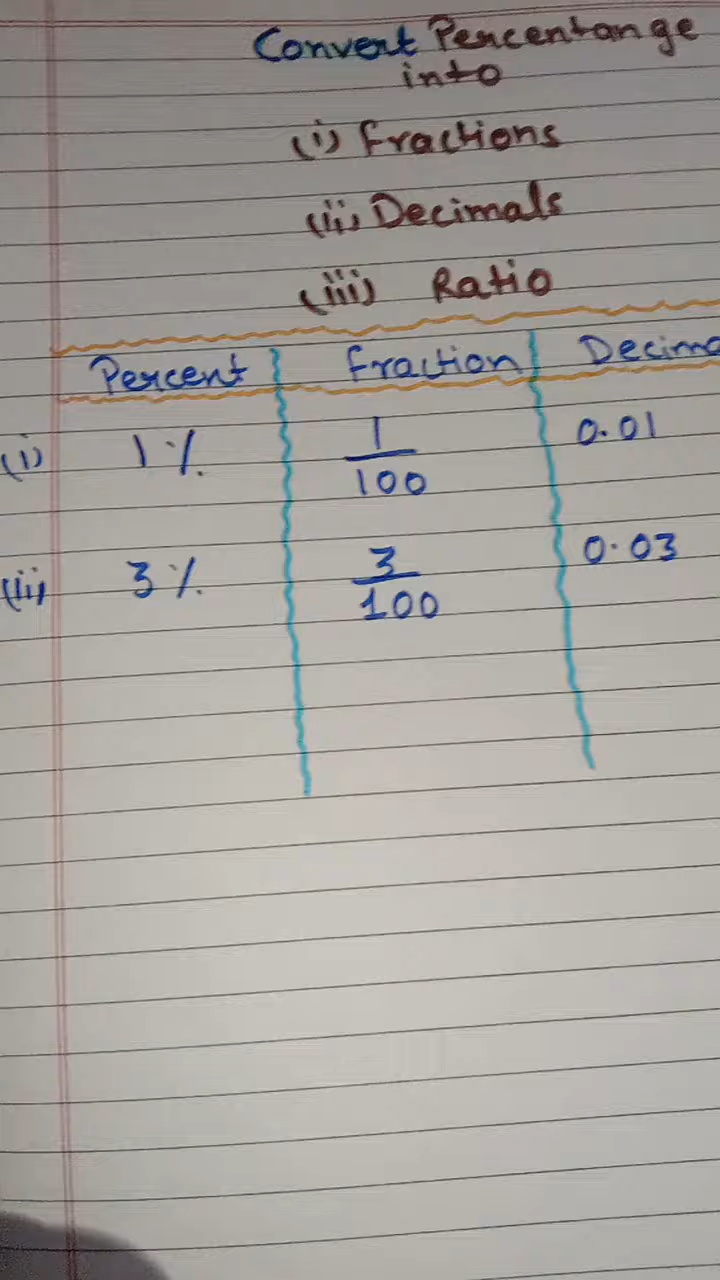 Convert Percentange
into
(i) Fractions
(ii) Decimals
(iii) Ratio
Percent Fraction Decima
(i) 1% 1/100 0.01
(ii) 3% 3/100 0.03